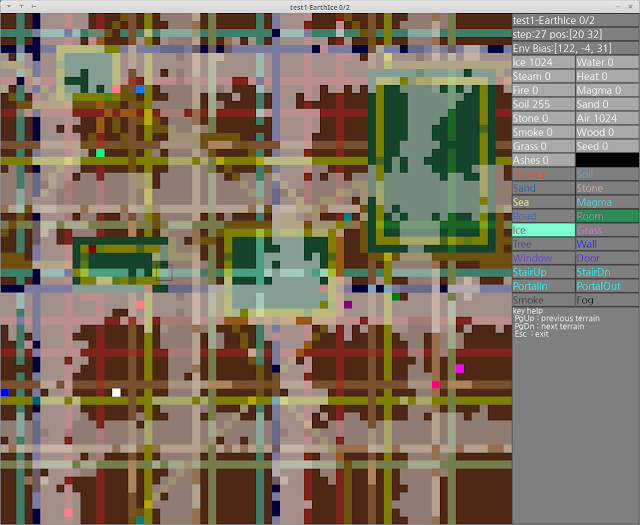 test1-EarthIce 0/2
test1-EarthIce 0/2
step:27 pos:[20 32]
Env Bias:[122, -4, 31]
Ice 1024 Water 0
Steam 0 Heat 0
Fire 0 Magma 0
Soil 255 Sand 0
Stone 0 Air 1024
Smoke 0 Wood 0
Grass 0 Seed 0
Ashes 0
Soil
Sand Stone
Sea Magma
Road Room
Ice Grass
Tree Wall
Window Door
StairUp StairDn
PortalIn PortalOut
Smoke Fog
key help
PgUp : previous terrain
PgDn : next terrain
Esc : exit